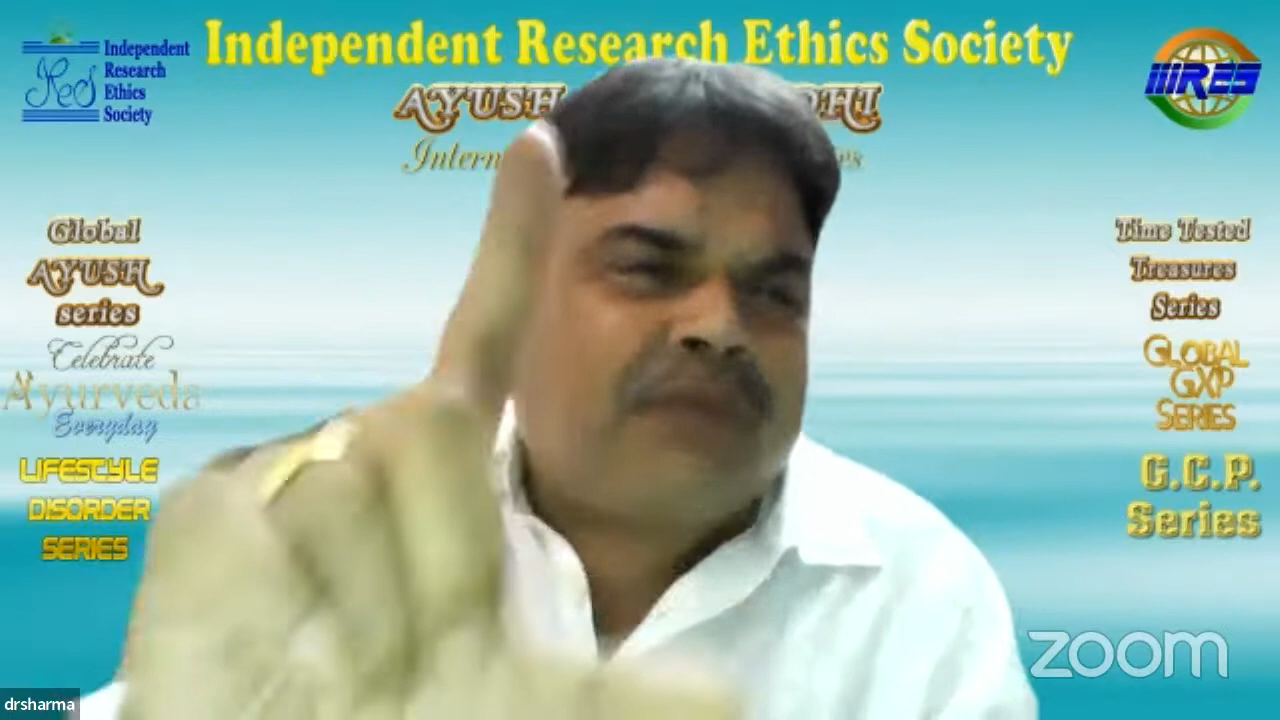 Independent Research Ethics Society
Independent
Research
Ethics
Society
IRES
AYUSH
Global
AYUSH
series
Celebrate
Ayurveda
Everyday
LIFESTYLE
DISORDER
SERIES
Time Tested
Treasures
Series
GLOBAL
GXP
SERIES
G.C.P.
Series
zoom
drsharma